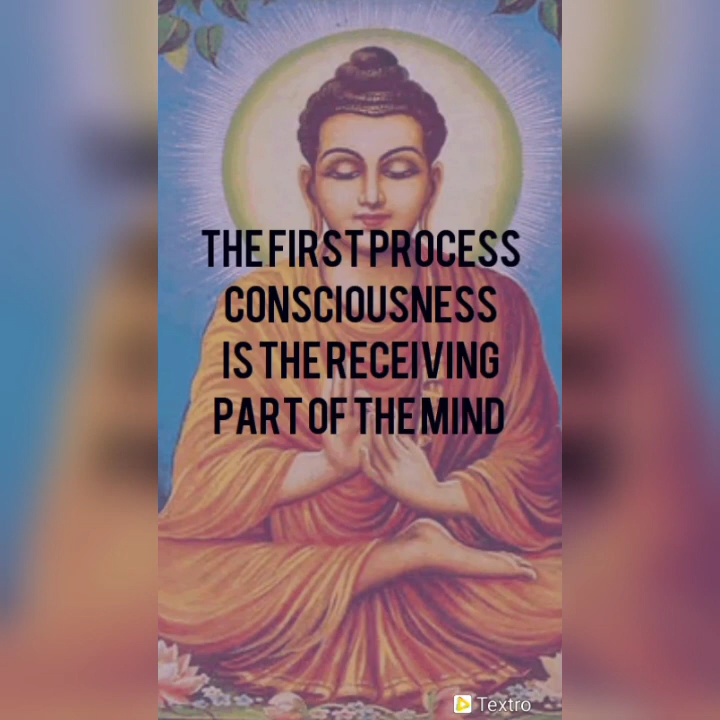 THE FIRST PROCESS
CONSCIOUSNESS
IS THE RECEIVING
PART OF THE MIND
Textro